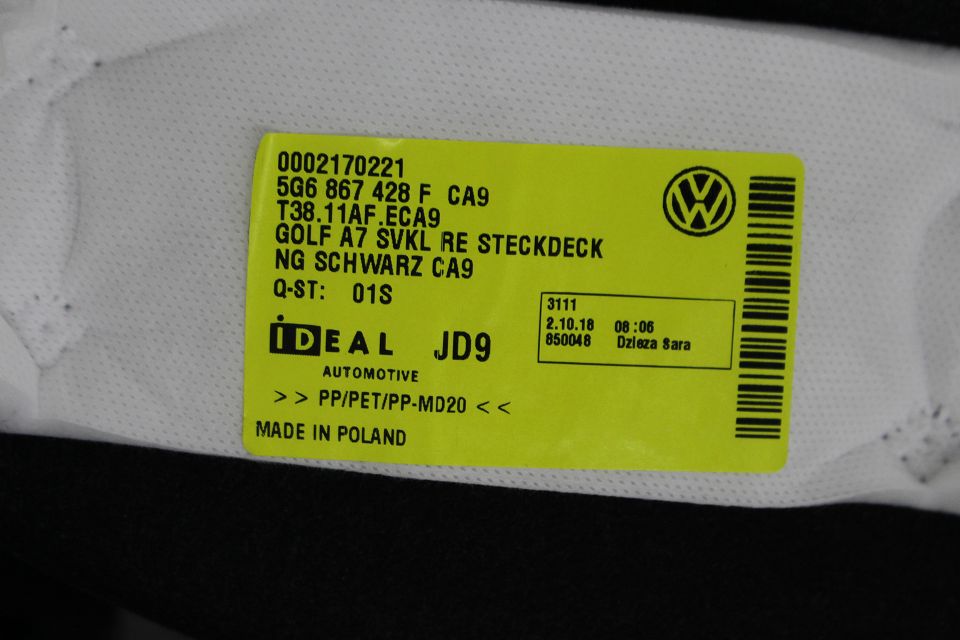 0002170221
5G6 867 428 F CA9
T38.11AF.ECA9
GOLF A7 SVKL RE STECKDECK
NG SCHWARZ CA9
Q-ST: 01S
3111
2.10.18 08:06
850048 Dzieza Sara
iDEAL JD9
AUTOMOTIVE
>> PP/PET/PP-MD20 <<
MADE IN POLAND